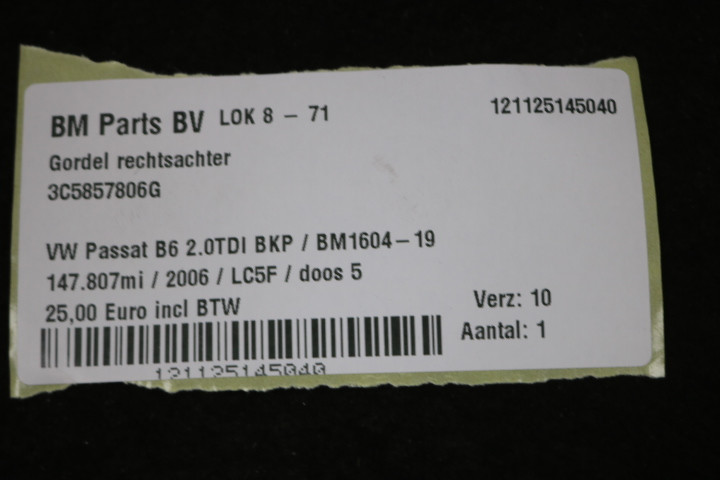 BM Parts BV LOK 8 - 71 121125145040
Gordel rechtsachter
3C5857806G
VW Passat B6 2.0TDI BKP / BM1604-19
147.807mi / 2006 / LC5F / doos 5
25,00 Euro incl BTW Verz: 10
Aantal: 1
121125145040